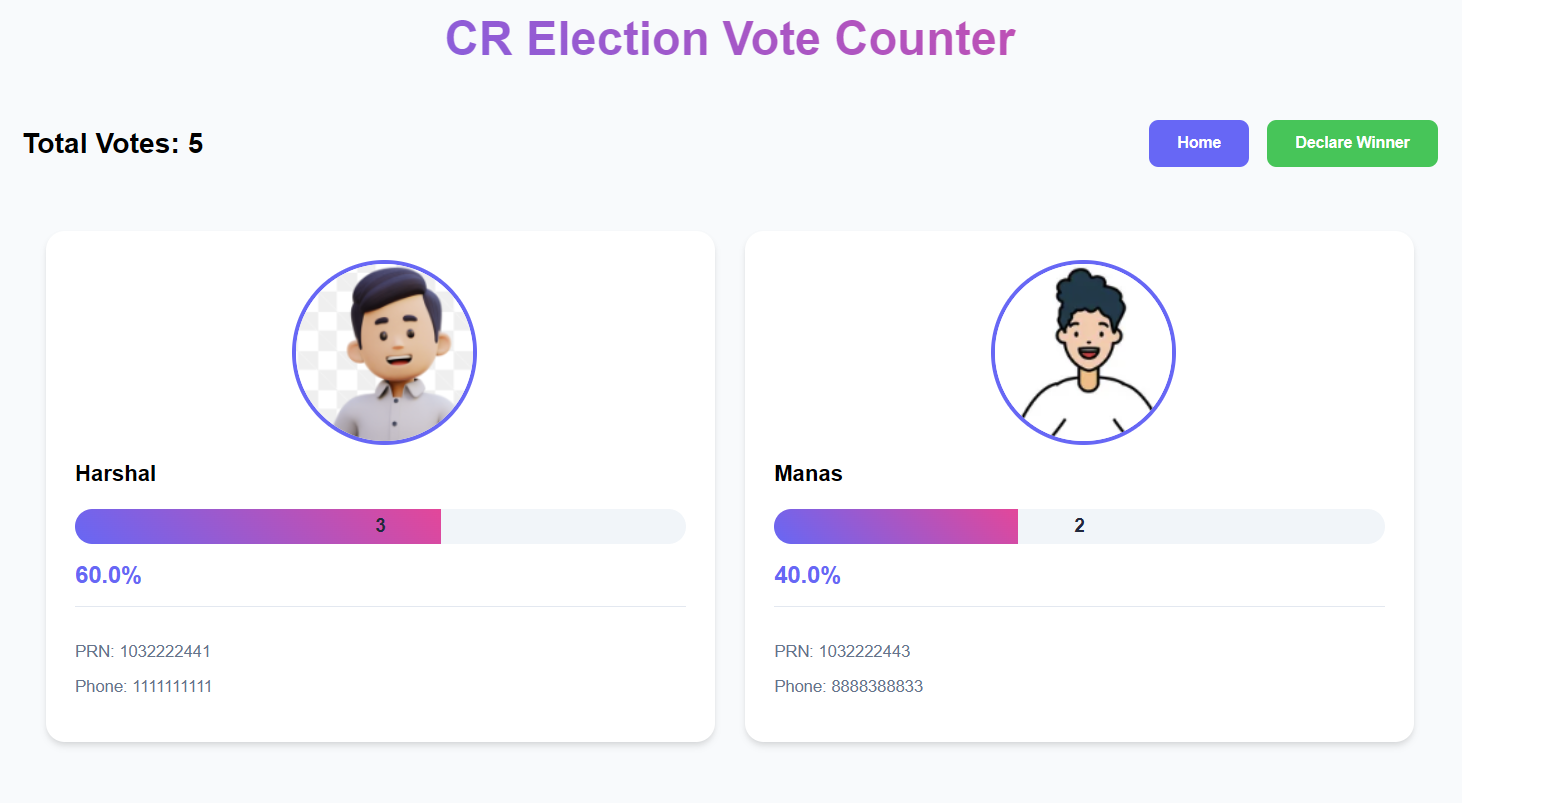 CR Election Vote Counter
Total Votes: 5
Home
Declare Winner
Harshal
3
60.0%
PRN: 1032222441
Phone: 1111111111
Manas
2
40.0%
PRN: 1032222443
Phone: 8888388833